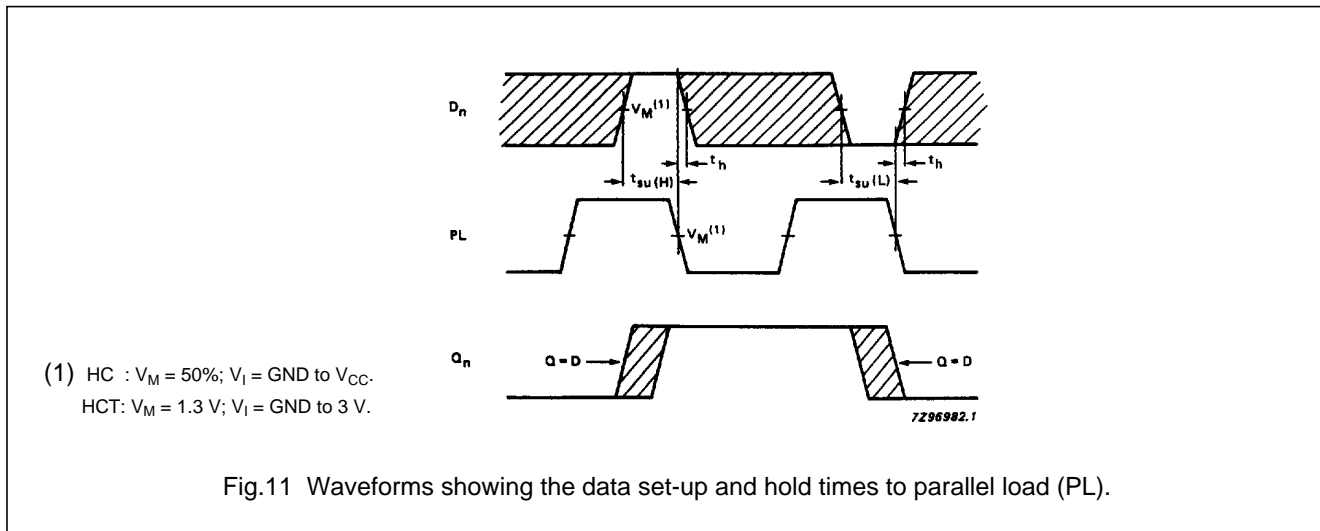 Dn
VM(1)
th
th
tsu(H)
tsu(L)
PL
VM(1)
Qn
Q=D
Q=D
(1) HC : VM = 50%; VI = GND to VCC.
HCT: VM = 1.3 V; VI = GND to 3 V.
7Z96982.1
Fig.11 Waveforms showing the data set-up and hold times to parallel load (PL).